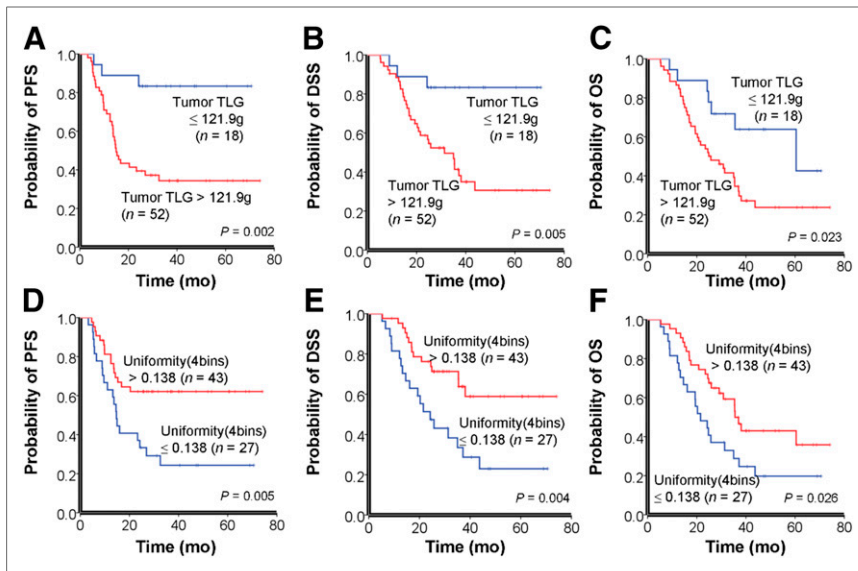 A
Probability of PFS
1.0
0.8
0.6
0.4
0.2
0.0
Tumor TLG
≤ 121.9g
(n = 18)
Tumor TLG > 121.9g
(n = 52)
P = 0.002
0 20 40 60 80
Time (mo)
B
Probability of DSS
1.0
0.8
0.6
0.4
0.2
0.0
Tumor TLG
≤ 121.9g
(n = 18)
Tumor TLG
> 121.9g
(n = 52)
P = 0.005
0 20 40 60 80
Time (mo)
C
Probability of OS
1.0
0.8
0.6
0.4
0.2
0.0
Tumor TLG
≤ 121.9g
(n = 18)
Tumor TLG
> 121.9g
(n = 52)
P = 0.023
0 20 40 60 80
Time (mo)
D
Probability of PFS
1.0
0.8
0.6
0.4
0.2
0.0
Uniformity(4bins)
> 0.138 (n = 43)
Uniformity(4bins)
≤ 0.138 (n = 27)
P = 0.005
0 20 40 60 80
Time (mo)
E
Probability of DSS
1.0
0.8
0.6
0.4
0.2
0.0
Uniformity(4bins)
> 0.138 (n = 43)
Uniformity(4bins)
≤ 0.138 (n = 27)
P = 0.004
0 20 40 60 80
Time (mo)
F
Probability of OS
1.0
0.8
0.6
0.4
0.2
0.0
Uniformity(4bins)
> 0.138 (n = 43)
Uniformity(4bins)
≤ 0.138 (n = 27)
P = 0.026
0 20 40 60 80
Time (mo)